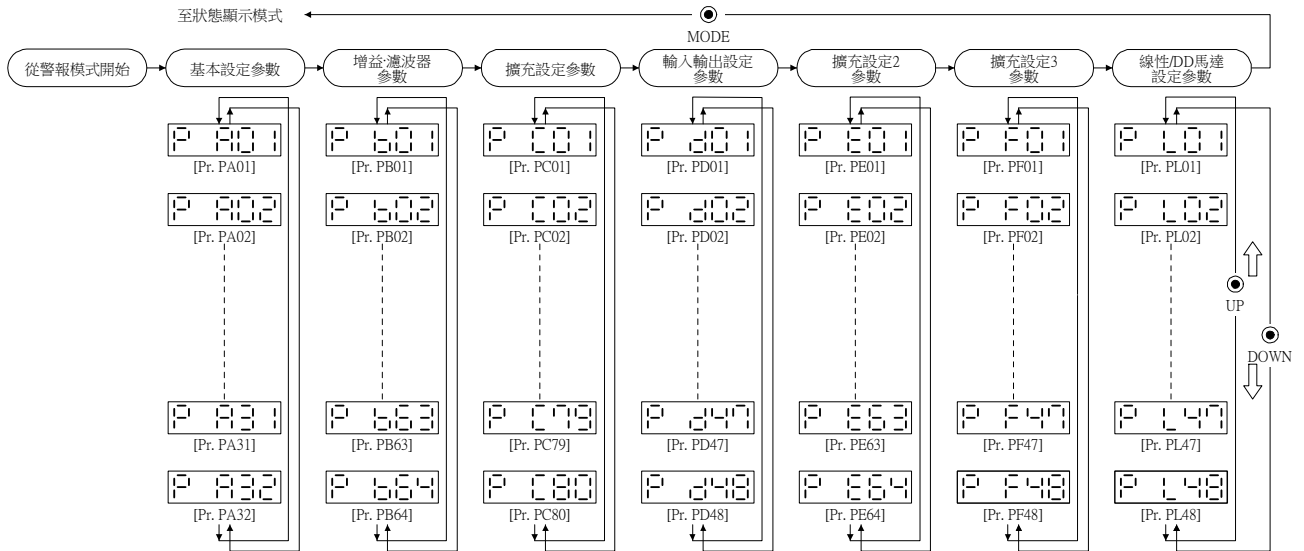 至狀態顯示模式
MODE
從警報模式開始
基本設定參數
增益·濾波器
參數
擴充設定參數
輸入輸出設定
參數
擴充設定2
參數
擴充設定3
參數
線性/DD馬達
設定參數
P A01
P b01
P C01
P d01
P E01
P F01
P L01
[Pr. PA01]
[Pr. PB01]
[Pr. PC01]
[Pr. PD01]
[Pr. PE01]
[Pr. PF01]
[Pr. PL01]
P A02
P b02
P C02
P d02
P E02
P F02
P L02
[Pr. PA02]
[Pr. PB02]
[Pr. PC02]
[Pr. PD02]
[Pr. PE02]
[Pr. PF02]
[Pr. PL02]
UP
DOWN
P A31
P b63
P C79
P d47
P E63
P F47
P L47
[Pr. PA31]
[Pr. PB63]
[Pr. PC79]
[Pr. PD47]
[Pr. PE63]
[Pr. PF47]
[Pr. PL47]
P A32
P b64
P C80
P d48
P E64
P F48
P L48
[Pr. PA32]
[Pr. PB64]
[Pr. PC80]
[Pr. PD48]
[Pr. PE64]
[Pr. PF48]
[Pr. PL48]